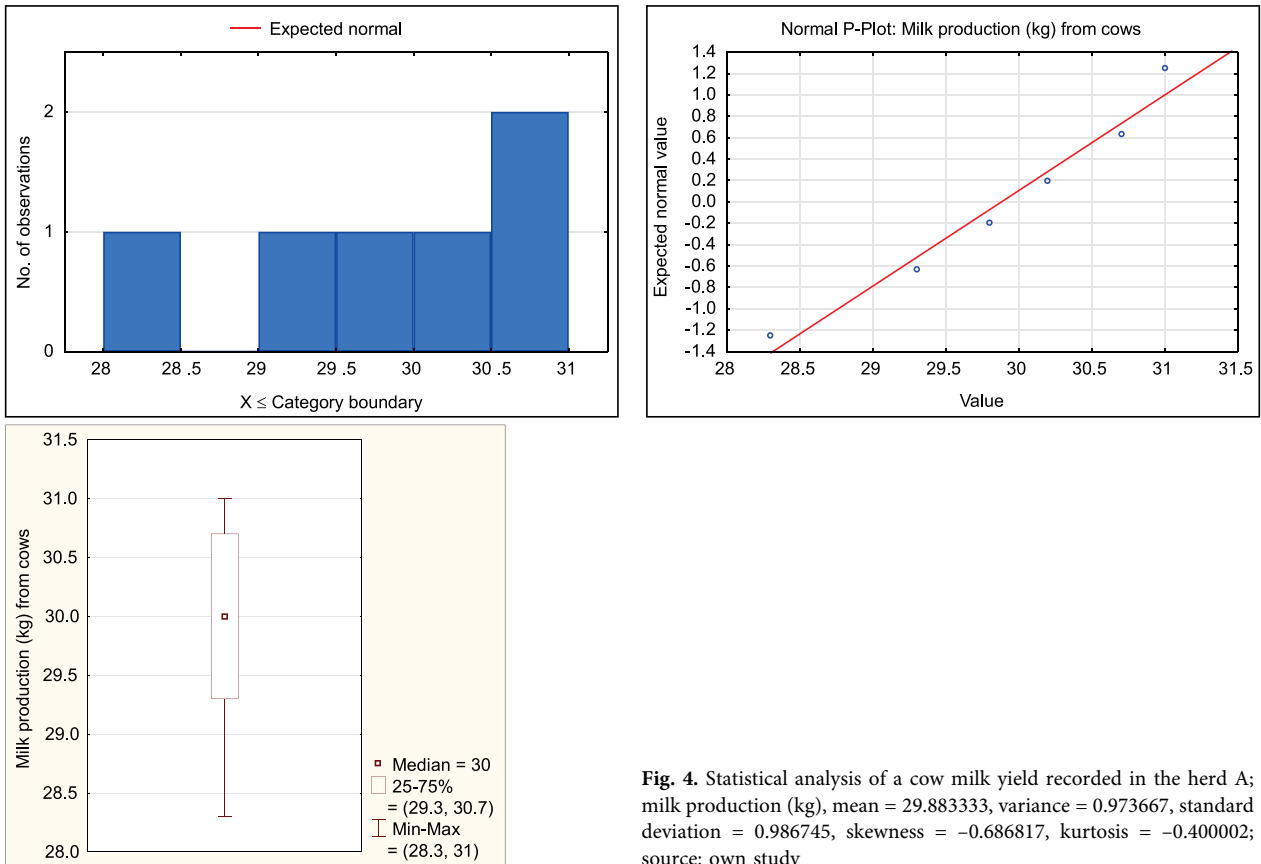 Expected normal
No. of observations
2
1
0
28 28 .5 29 29 .5 30 30 .5 31
X ≤ Category boundary
Normal P-Plot: Milk production (kg) from cows
Expected normal value
1.4
1.2
1.0
0.8
0.6
0.4
0.2
0.0
-0.2
-0.4
-0.6
-0.8
-1.0
-1.2
-1.4
28 28.5 29 29.5 30 30.5 31 31.5
Value
Milk production (kg) from cows
31.5
31.0
30.5
30.0
29.5
29.0
28.5
28.0
Median = 30
25-75%
= (29.3, 30.7)
Min-Max
= (28.3, 31)
Fig. 4. Statistical analysis of a cow milk yield recorded in the herd A;
milk production (kg), mean = 29.883333, variance = 0.973667, standard
deviation = 0.986745, skewness = –0.686817, kurtosis = –0.400002;
source: own study